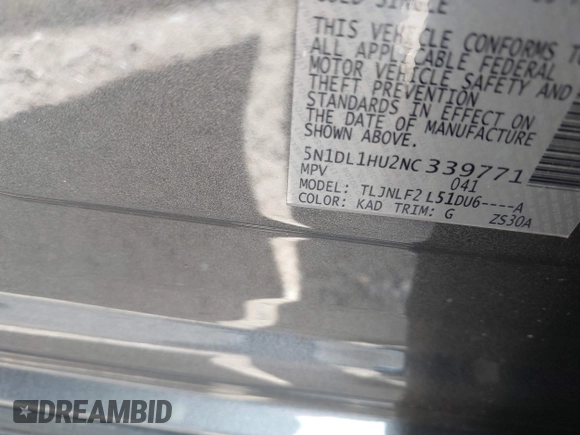 THIS VEHICLE CONFORMS TO
ALL APPLICABLE FEDERAL
MOTOR VEHICLE SAFETY AND
THEFT PREVENTION
STANDARDS IN EFFECT ON
THE DATE OF MANUFACTURE
SHOWN ABOVE.
5N1DL1HU2NC339771
MPV 041
MODEL: TLJNLF2 L51DU6----A
COLOR: KAD TRIM: G ZS30A
DREAMBID